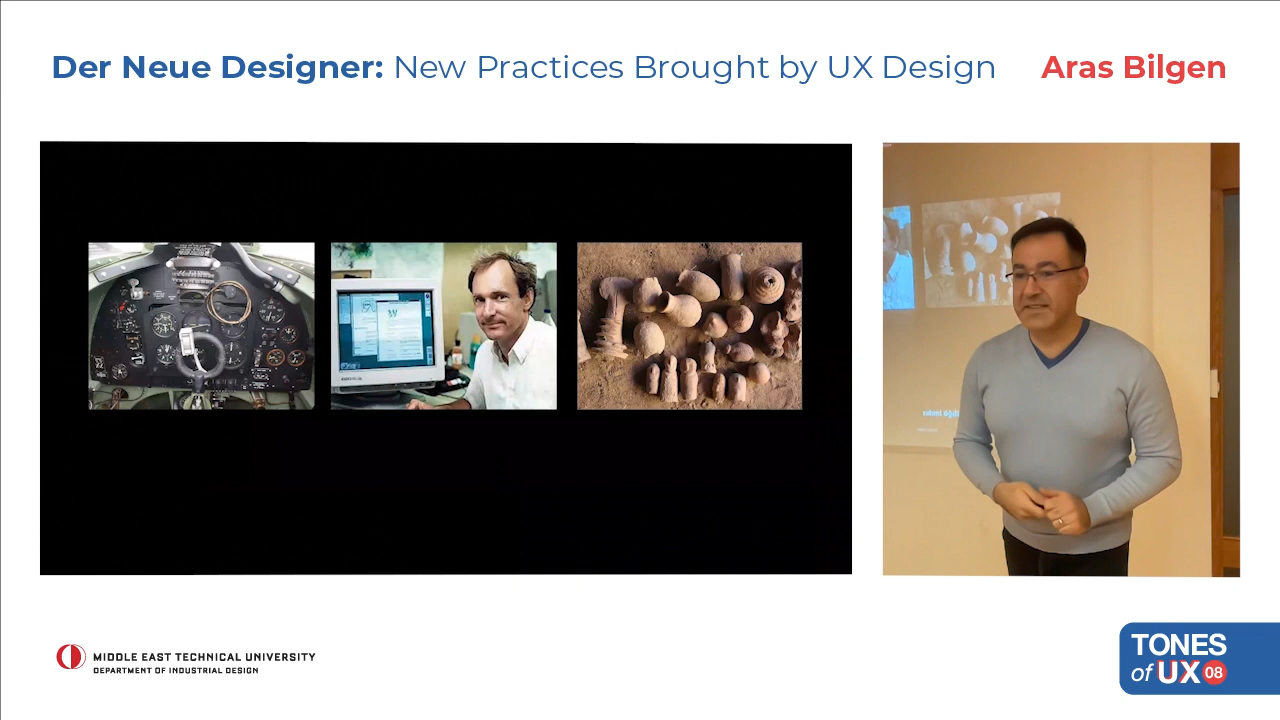 Der Neue Designer: New Practices Brought by UX Design
Aras Bilgen
MIDDLE EAST TECHNICAL UNIVERSITY
DEPARTMENT OF INDUSTRIAL DESIGN
TONES
of UX 08